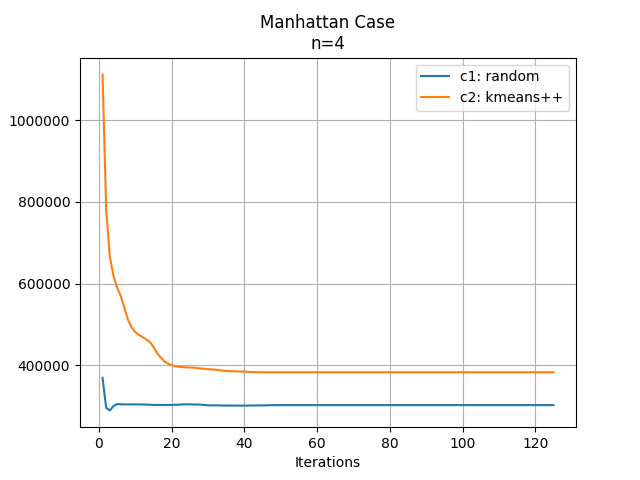 Manhattan Case
n=4
c1: random
c2: kmeans++
1000000
800000
600000
400000
0 20 40 60 80 100 120
Iterations